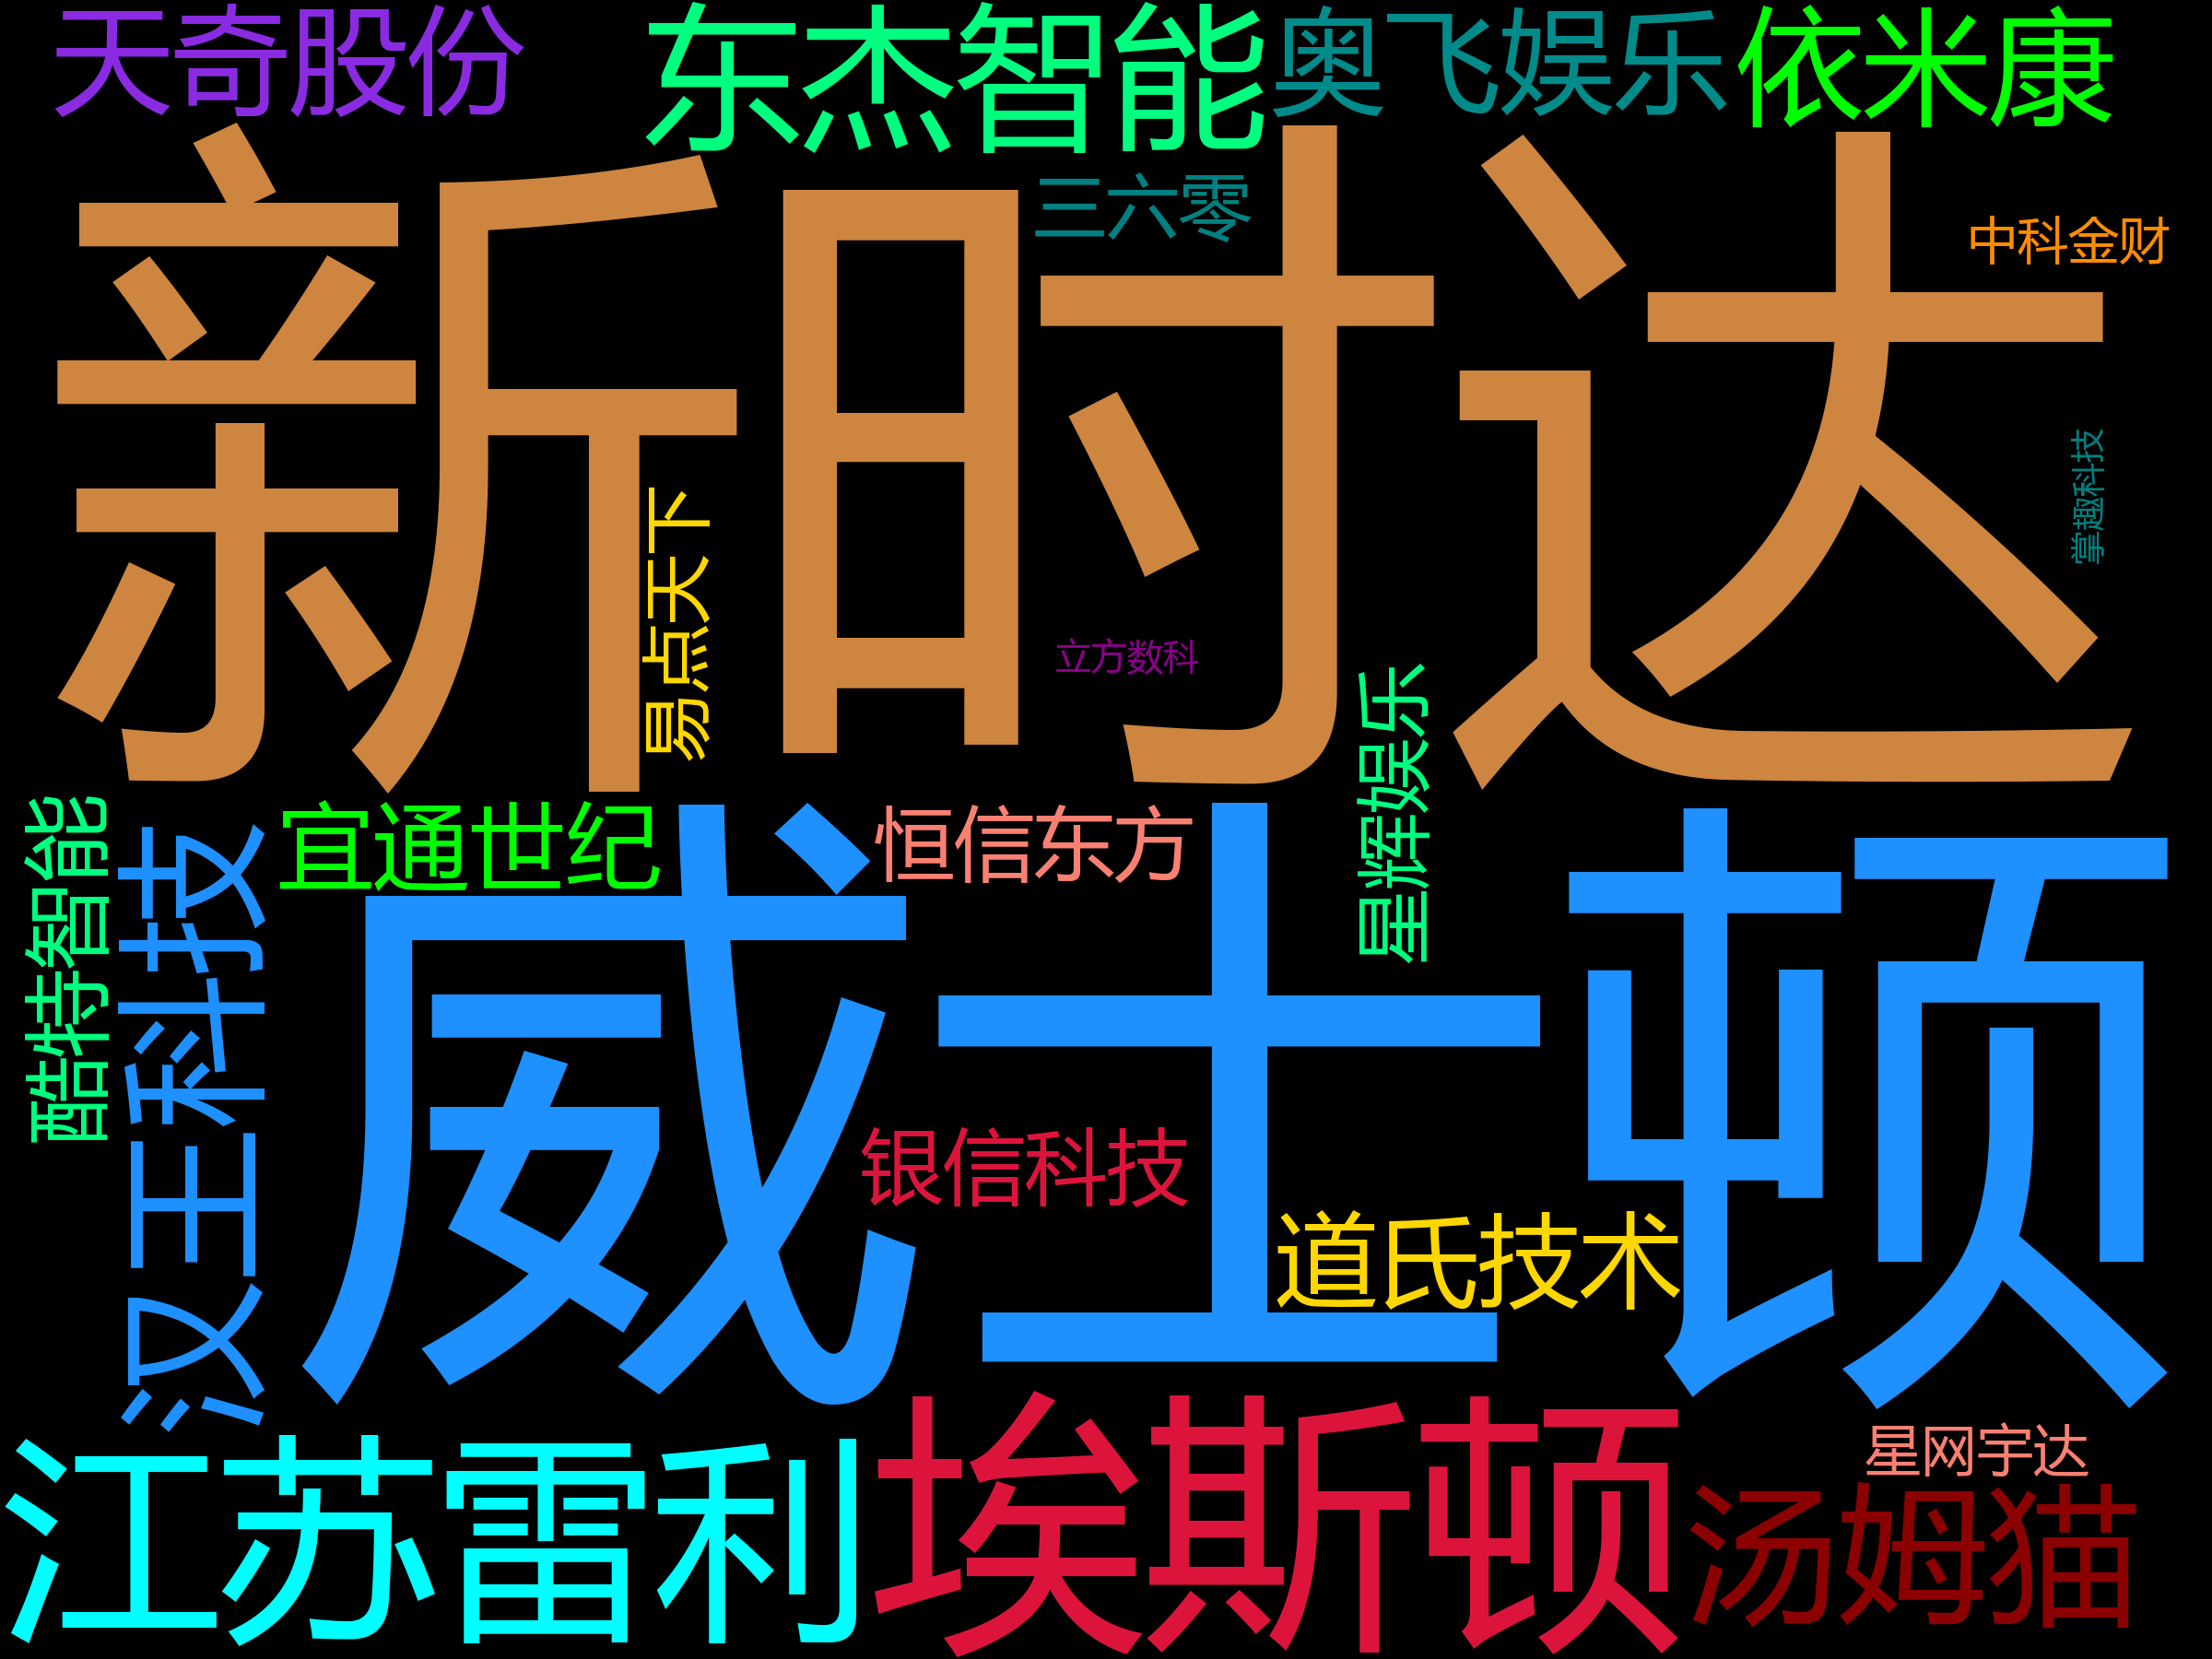 天奇股份
东杰智能
奥飞娱乐
依米康
三六零
中科金财
新时达
掌趣科技
易点天下
立方数科
星辉娱乐
酷特智能
汉王科技
宜通世纪
恒信东方
威士顿
银信科技
道氏技术
江苏雷利
埃斯顿
星网宇达
汤姆猫